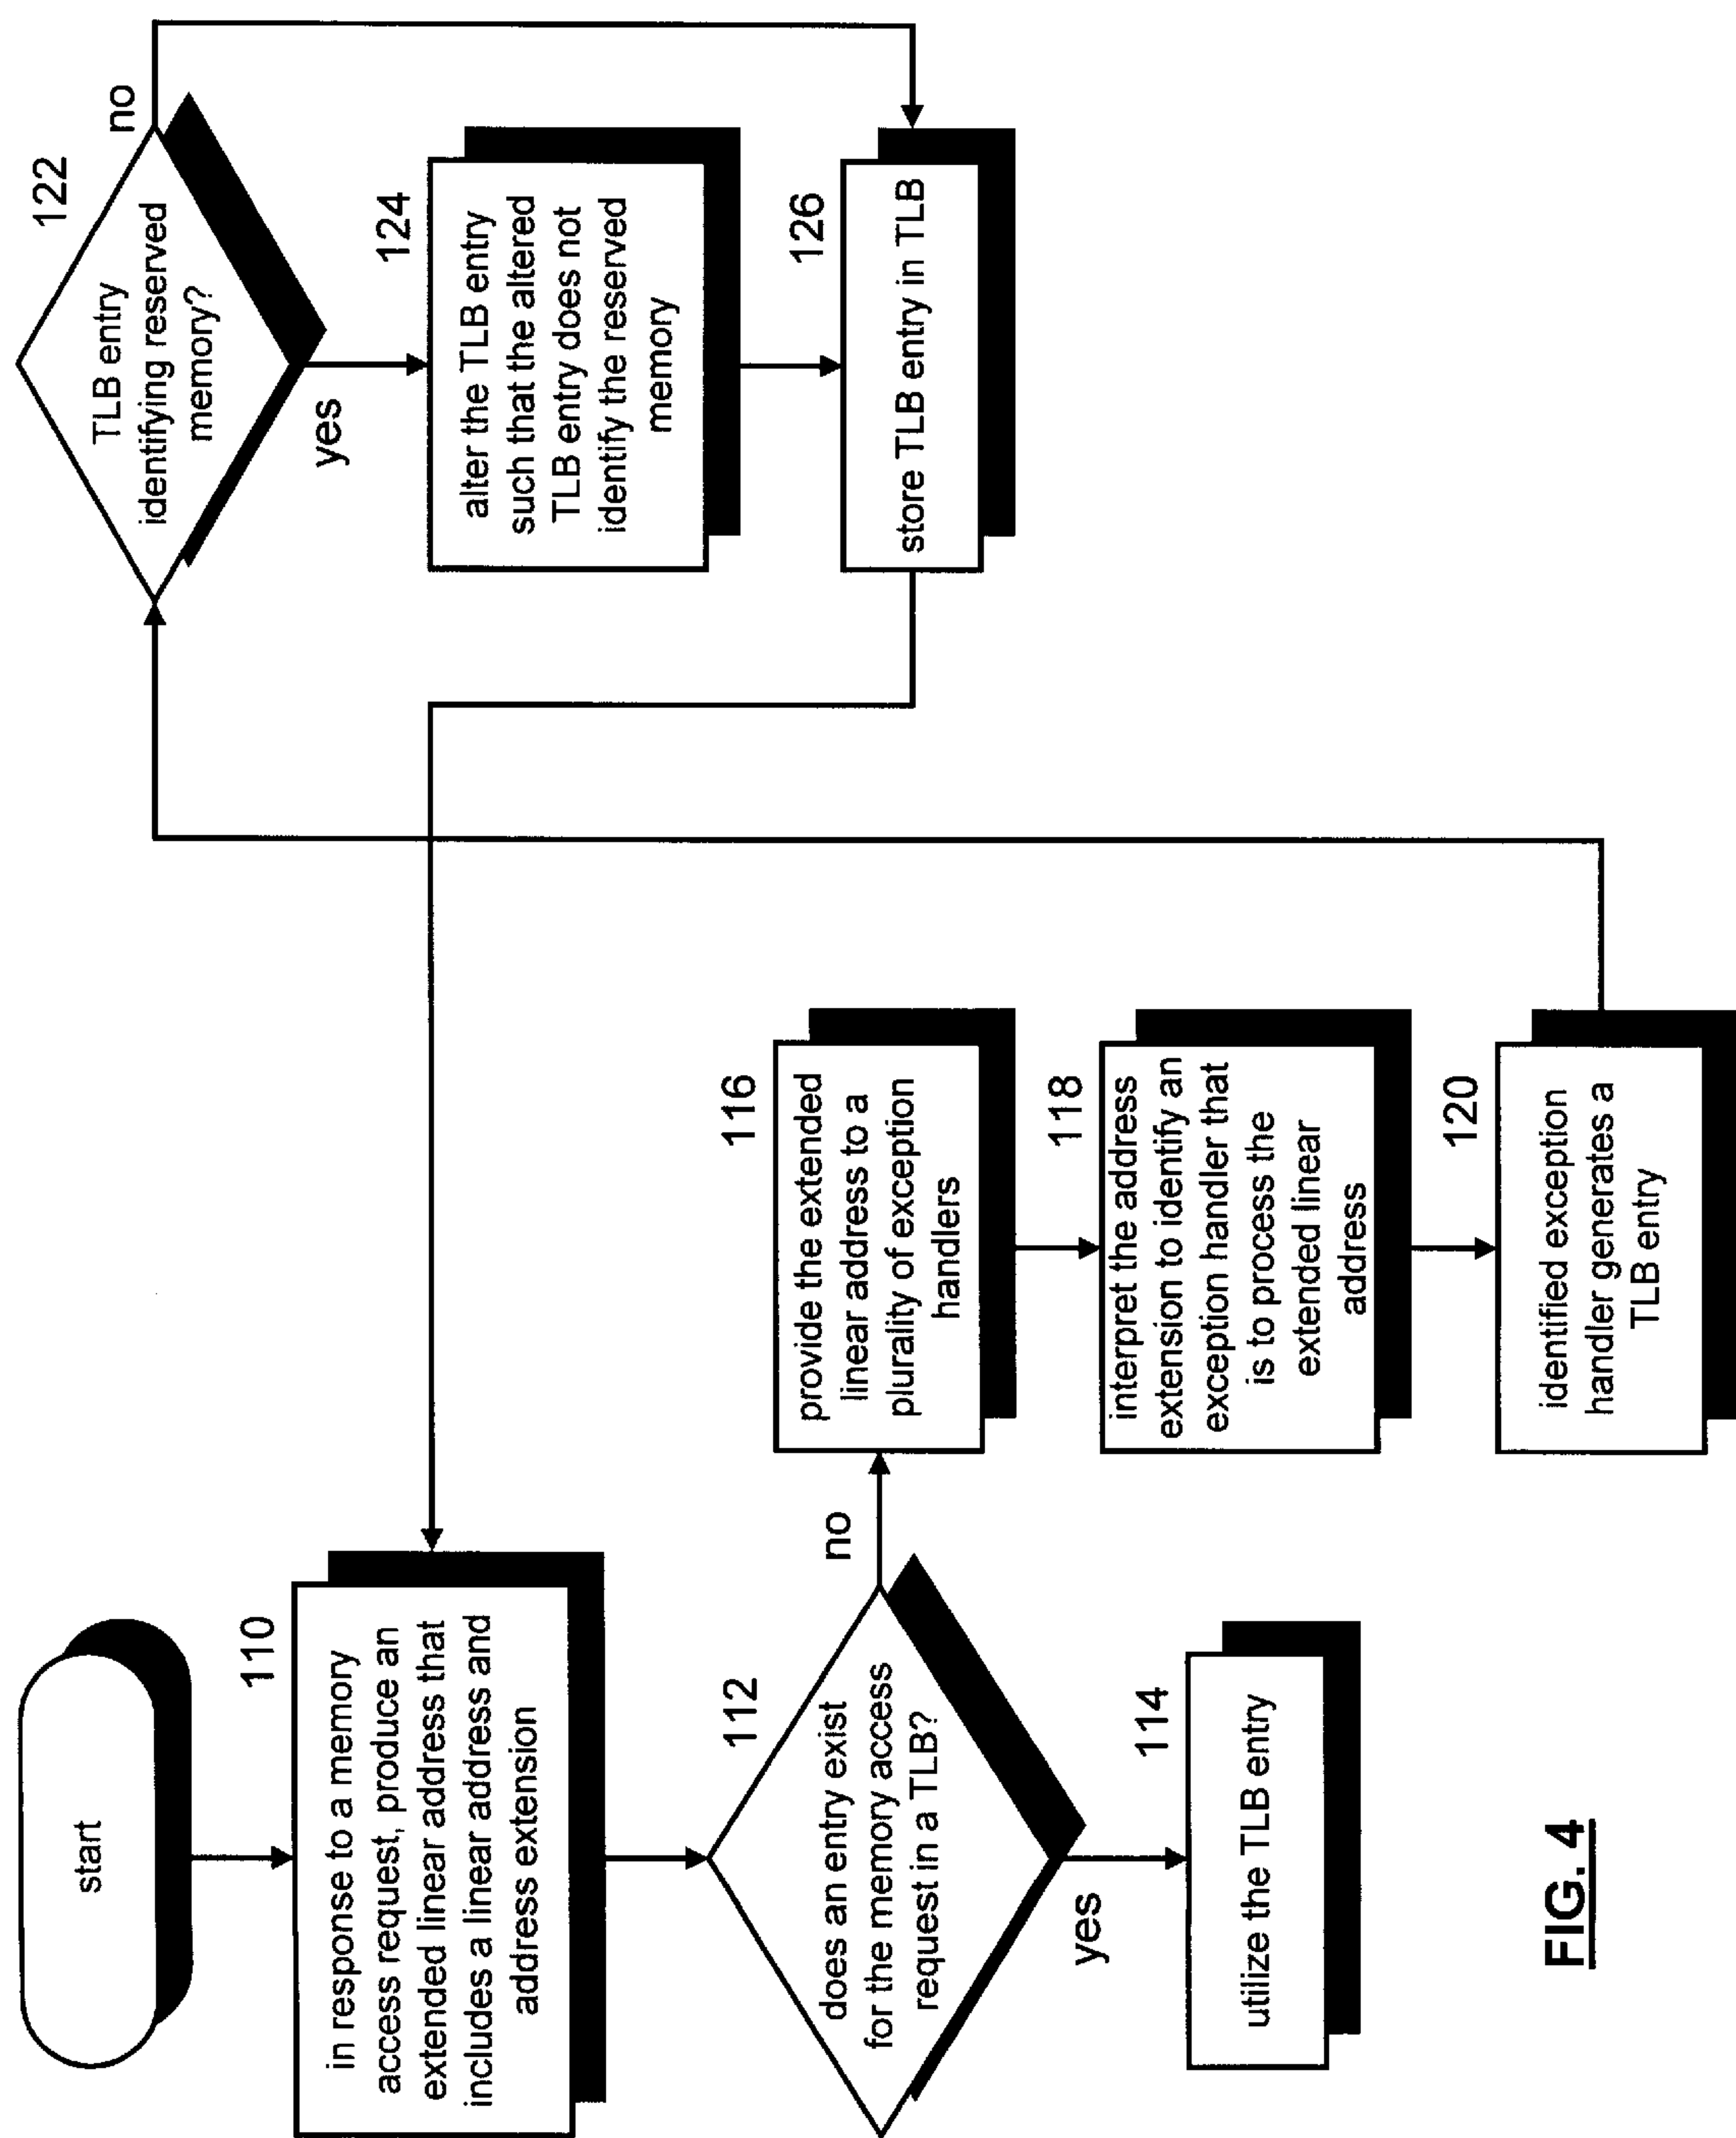 start
110
in response to a memory
access request, produce an
extended linear address that
includes a linear address and
address extension
112
does an entry exist
for the memory access
request in a TLB?
no
yes
114
utilize the TLB entry
116
provide the extended
linear address to a
plurality of exception
handlers
118
interpret the address
extension to identify an
exception handler that
is to process the
extended linear
address
120
identified exception
handler generates a
TLB entry
122
TLB entry
identifying reserved
memory?
no
yes
124
alter the TLB entry
such that the altered
TLB entry does not
identify the reserved
memory
126
store TLB entry in TLB
FIG. 4